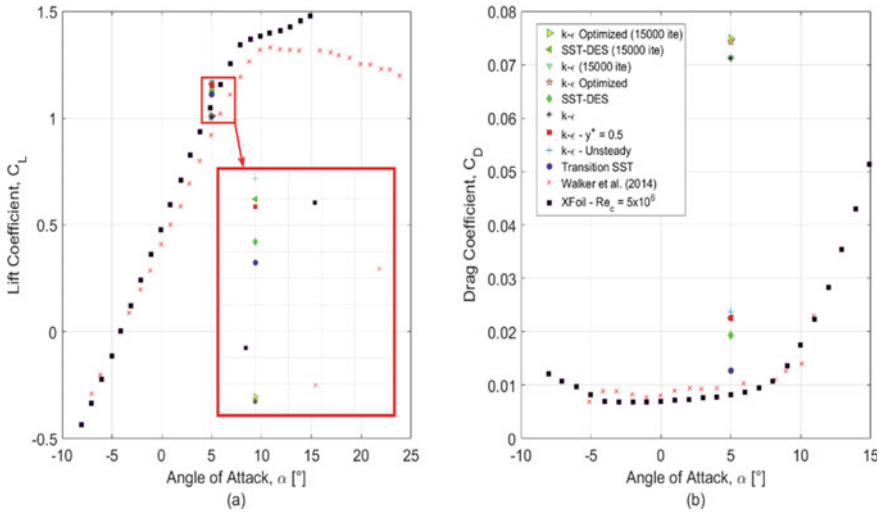 (a)
Lift Coefficient, C_L
1.5
1
0.5
0
-0.5
-10 -5 0 5 10 15 20 25
Angle of Attack, α [°]
(b)
Drag Coefficient, C_D
0.08
0.07
0.06
0.05
0.04
0.03
0.02
0.01
0
-10 -5 0 5 10 15
Angle of Attack, α [°]
k-ϵ Optimized (15000 ite)
SST-DES (15000 ite)
k-ϵ (15000 ite)
k-ϵ Optimized
SST-DES
k-ϵ
k-ϵ - y⁺ = 0.5
k-ϵ - Unsteady
Transition SST
Walker et al. (2014)
XFoil - Re_c = 5x10⁶